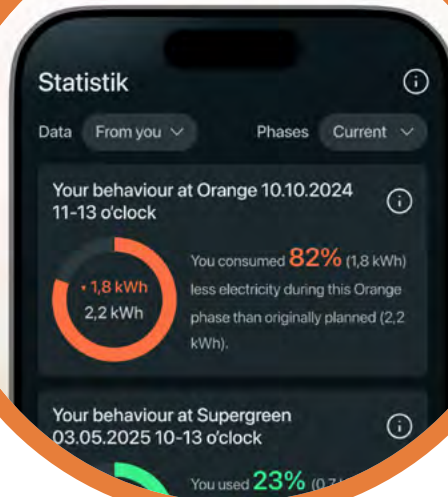 Statistik
Data From you Phases Current
Your behaviour at Orange 10.10.2024
11-13 o'clock
• 1,8 kWh
2,2 kWh
You consumed 82% (1,8 kWh)
less electricity during this Orange
phase than originally planned (2,2
kWh).
Your behaviour at Supergreen
03.05.2025 10-13 o'clock
You used 23% (0,7